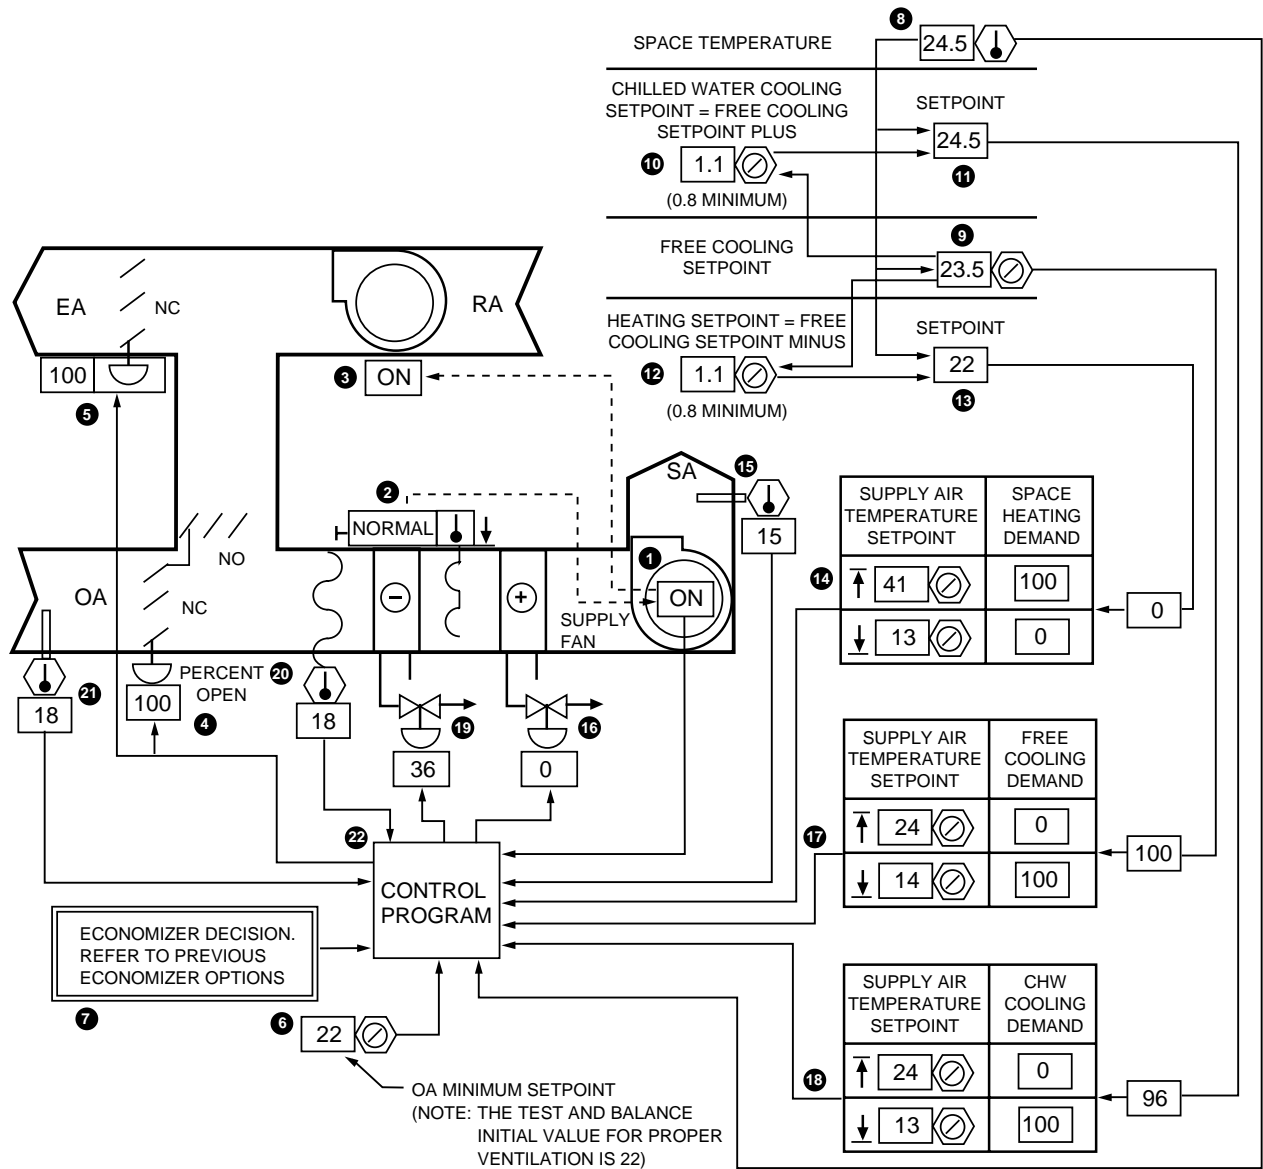 8
SPACE TEMPERATURE
24.5
CHILLED WATER COOLING
SETPOINT = FREE COOLING
SETPOINT PLUS
SETPOINT
10
1.1
24.5
(0.8 MINIMUM)
11
FREE COOLING
SETPOINT
9
23.5
HEATING SETPOINT = FREE
COOLING SETPOINT MINUS
SETPOINT
12
1.1
22
(0.8 MINIMUM)
13
EA
NC
RA
100
5
3
ON
SA
15
15
2
NORMAL
NO
OA
NC
1
ON
SUPPLY
FAN
–
+
21
18
PERCENT
OPEN
100
4
20
18
19
36
16
0
SUPPLY AIR
TEMPERATURE
SETPOINT
SPACE
HEATING
DEMAND
14
41
100
13
0
0
SUPPLY AIR
TEMPERATURE
SETPOINT
FREE
COOLING
DEMAND
17
24
0
14
100
100
SUPPLY AIR
TEMPERATURE
SETPOINT
CHW
COOLING
DEMAND
18
24
0
13
100
96
22
CONTROL
PROGRAM
ECONOMIZER DECISION.
REFER TO PREVIOUS
ECONOMIZER OPTIONS
7
6
22
OA MINIMUM SETPOINT
(NOTE: THE TEST AND BALANCE
INITIAL VALUE FOR PROPER
VENTILATION IS 22)